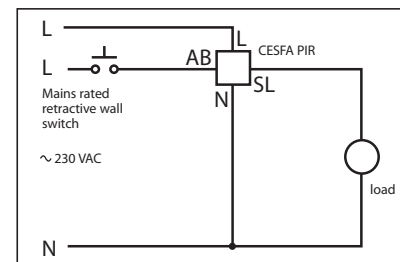 L
L
CESFA PIR
L
AB
SL
N
Mains rated
retractive wall
switch
~ 230 VAC
load
N